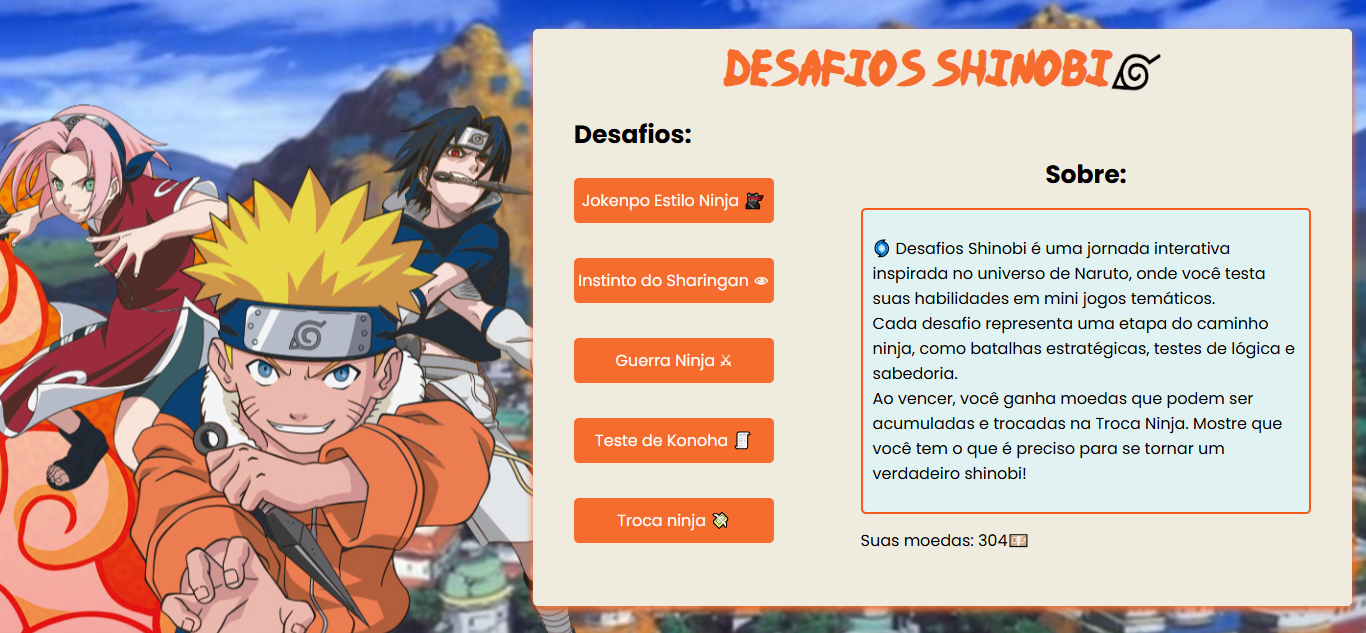 DESAFIOS SHINOBI
Desafios:
Jokenpo Estilo Ninja 🥷
Instinto do Sharingan 👁
Guerra Ninja ⚔
Teste de Konoha 📜
Troca ninja 💸
Sobre:
🌀 Desafios Shinobi é uma jornada interativa
inspirada no universo de Naruto, onde você testa
suas habilidades em mini jogos temáticos.
Cada desafio representa uma etapa do caminho
ninja, como batalhas estratégicas, testes de lógica e
sabedoria.
Ao vencer, você ganha moedas que podem ser
acumuladas e trocadas na Troca Ninja. Mostre que
você tem o que é preciso para se tornar um
verdadeiro shinobi!
Suas moedas: 304💴